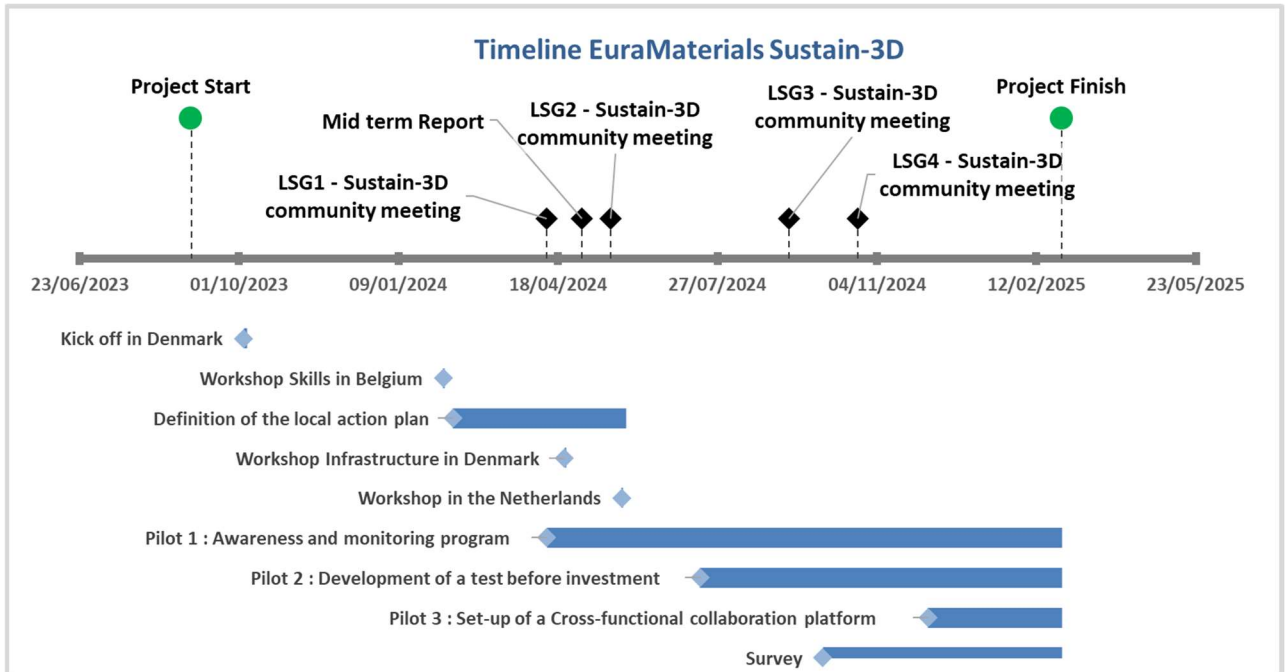 Timeline EuraMaterials Sustain-3D
Project Start
Mid term Report
LSG2 - Sustain-3D
community meeting
LSG3 - Sustain-3D
community meeting
Project Finish
LSG1 - Sustain-3D
community meeting
LSG4 - Sustain-3D
community meeting
23/06/2023 01/10/2023 09/01/2024 18/04/2024 27/07/2024 04/11/2024 12/02/2025 23/05/2025
Kick off in Denmark
Workshop Skills in Belgium
Definition of the local action plan
Workshop Infrastructure in Denmark
Workshop in the Netherlands
Pilot 1 : Awareness and monitoring program
Pilot 2 : Development of a test before investment
Pilot 3 : Set-up of a Cross-functional collaboration platform
Survey